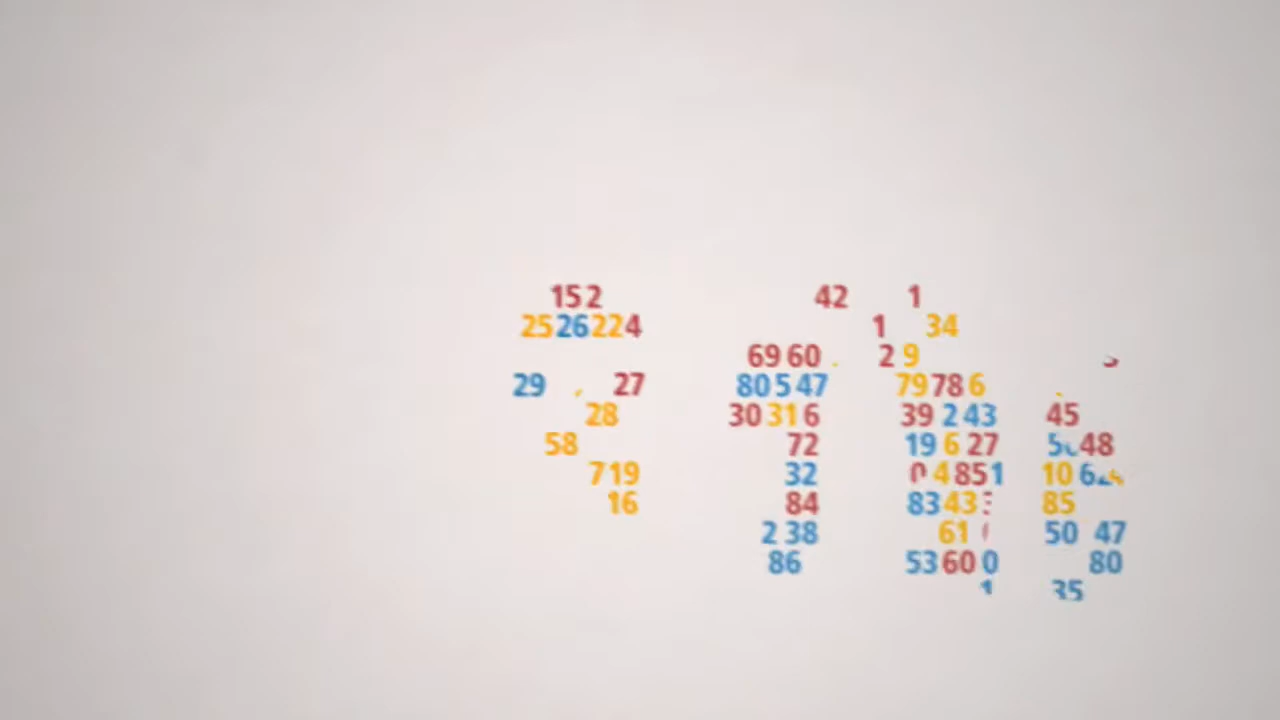 152 42 1
25 26 22 4 1 34
69 60 2 9
29 27 80 5 47 79 78 6
28 30 31 6 39 2 43 45
58 72 19 6 27 48
7 19 32 4 85 1 10
16 84 83 43 85
2 38 61 50 47
86 53 60 0 80
35